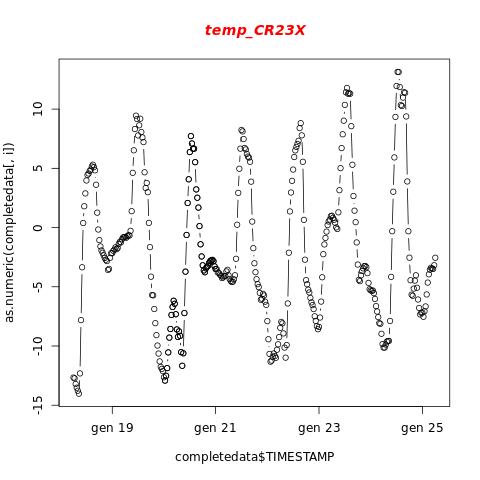 temp_CR23X
as.numeric(completedata[, i])
10
5
0
-5
-10
-15
gen 19
gen 21
gen 23
gen 25
completedata$TIMESTAMP